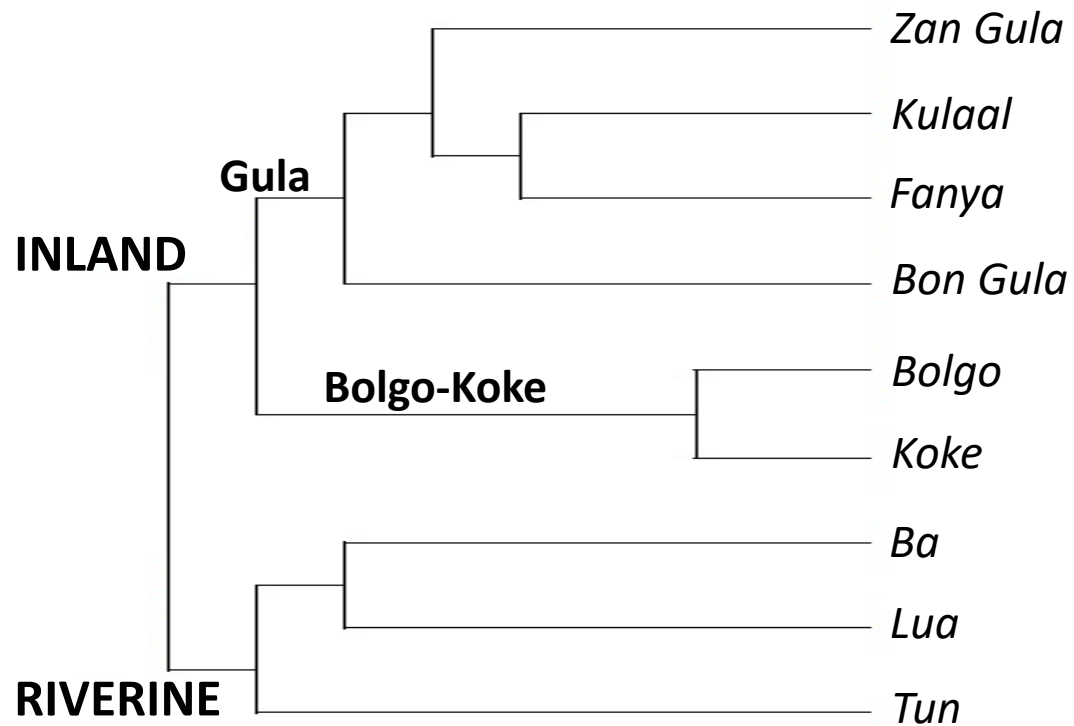 Zan Gula
Kulaal
Gula
Fanya
INLAND
Bon Gula
Bolgo
Bolgo-Koke
Koke
Ba
Lua
RIVERINE
Tun